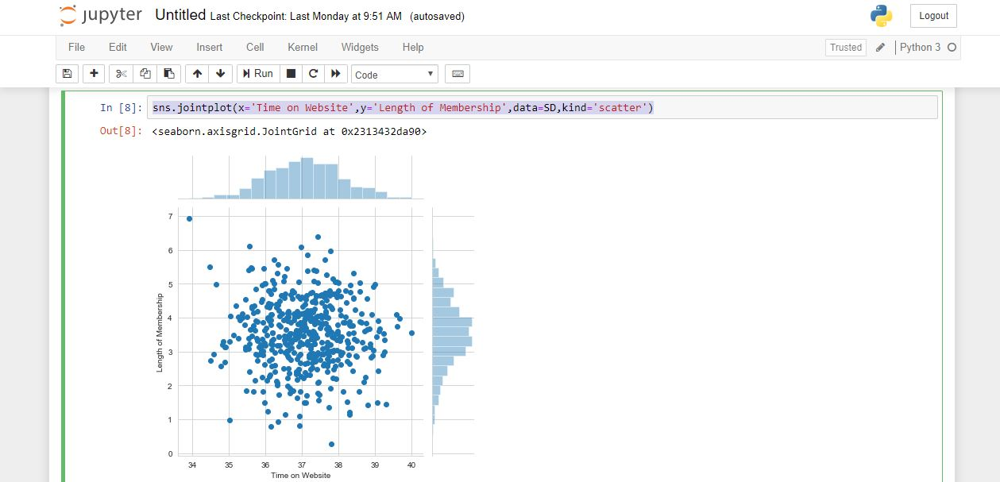 jupyter Untitled Last Checkpoint: Last Monday at 9:51 AM (autosaved) Logout
File Edit View Insert Cell Kernel Widgets Help Trusted Python 3
Run Code
In [8]: sns.jointplot(x='Time on Website',y='Length of Membership',data=SD,kind='scatter')
Out[8]: <seaborn.axisgrid.JointGrid at 0x2313432da90>
7
6
5
4
3
2
1
0
Length of Membership
34 35 36 37 38 39 40
Time on Website